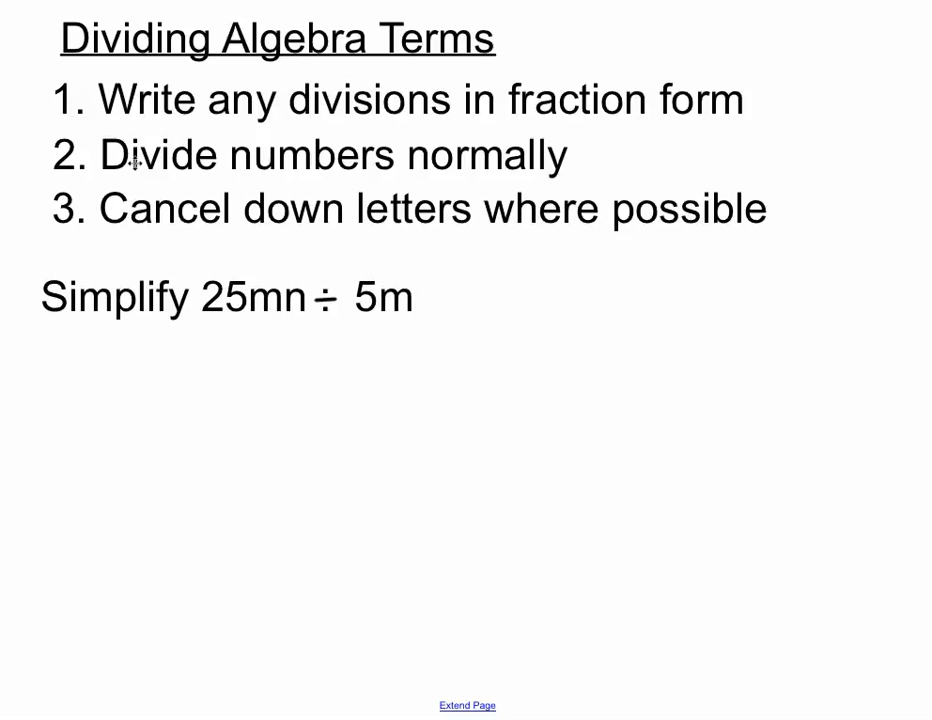 Dividing Algebra Terms
1. Write any divisions in fraction form
2. Divide numbers normally
3. Cancel down letters where possible
Simplify 25mn ÷ 5m
Extend Page